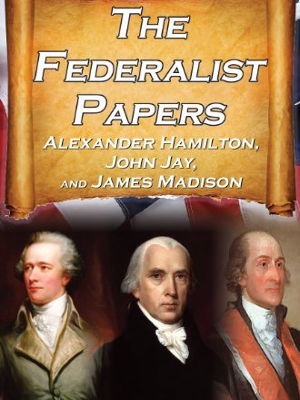 The
Federalist
Papers
Alexander Hamilton,
John Jay,
and James Madison